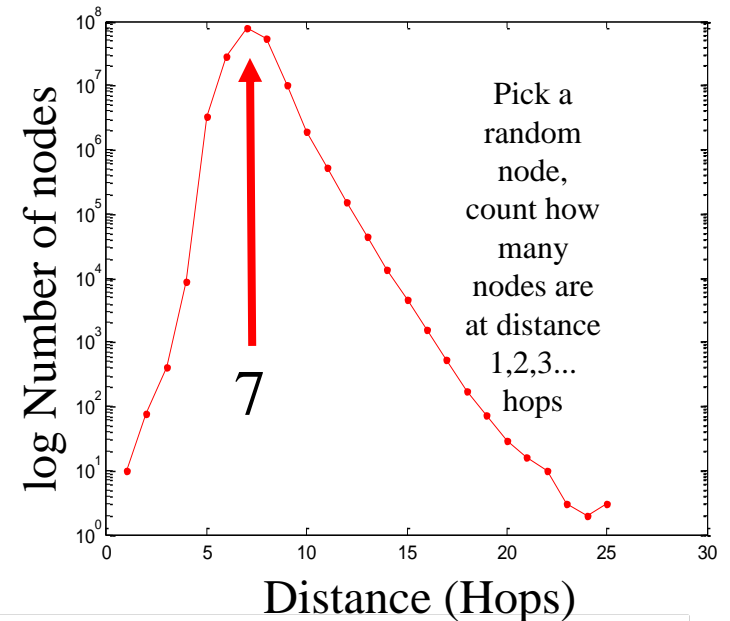 10^8
10^7
10^6
10^5
10^4
10^3
10^2
10^1
10^0
log Number of nodes
Pick a
random
node,
count how
many
nodes are
at distance
1,2,3...
hops
7
0 5 10 15 20 25 30
Distance (Hops)